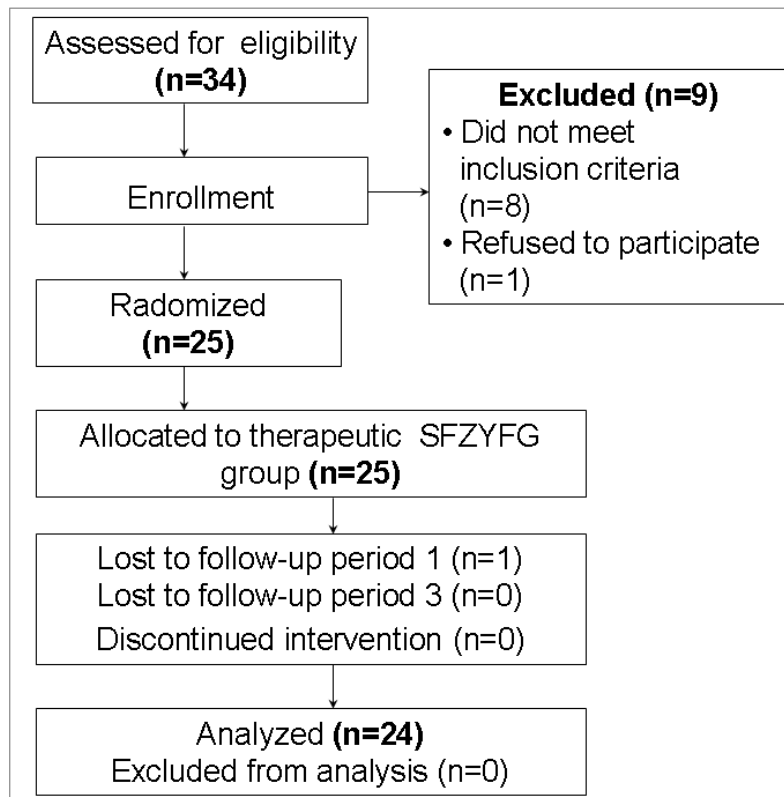 Assessed for eligibility
(n=34)
Excluded (n=9)
• Did not meet
inclusion criteria
(n=8)
• Refused to participate
(n=1)
Enrollment
Radomized
(n=25)
Allocated to therapeutic SFZYFG
group (n=25)
Lost to follow-up period 1 (n=1)
Lost to follow-up period 3 (n=0)
Discontinued intervention (n=0)
Analyzed (n=24)
Excluded from analysis (n=0)